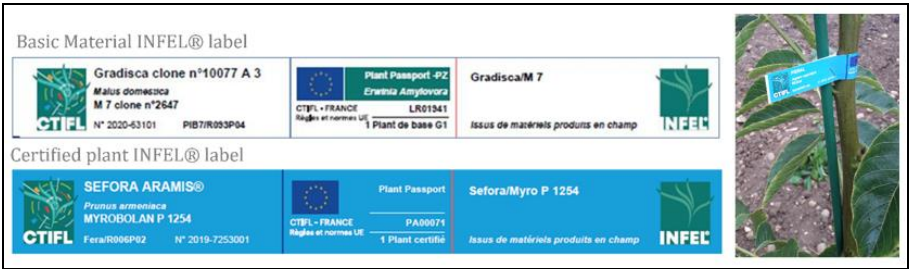 Basic Material INFEL® label
Gradisca clone n°10077 A 3
Malus domestica
M 7 clone n°2647
N° 2020-63101 PIB7/R093P04
CTIFL
Plant Passport -PZ
Erwinia Amylovora
CTIFL - FRANCE
Règles et normes UE
LR01941
1 Plant de base G1
Gradisca/M 7
Issus de matériels produits en champ
INFEL®
Certified plant INFEL® label
SEFORA ARAMIS®
Prunus armeniaca
MYROBOLAN P 1254
Fera/R006P02 N° 2019-7253001
CTIFL
Plant Passport
CTIFL - FRANCE
Règles et normes UE
PA00071
1 Plant certifié
Sefora/Myro P 1254
Issus de matériels produits en champ
INFEL®